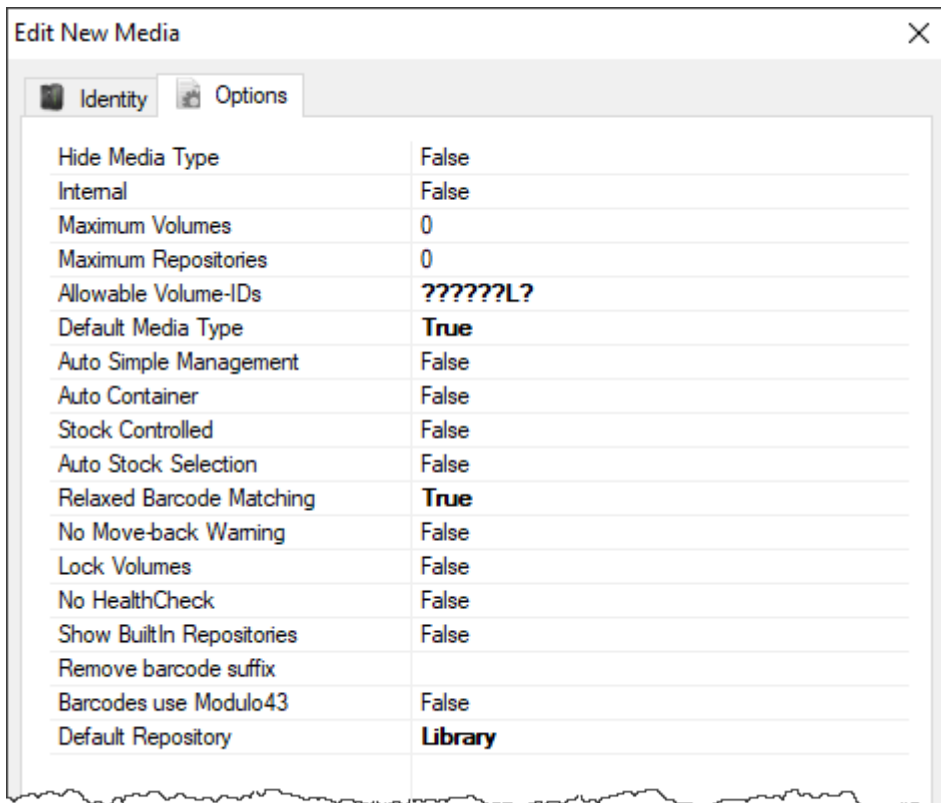 Edit New Media
Identity Options
Hide Media Type False
Internal False
Maximum Volumes 0
Maximum Repositories 0
Allowable Volume-IDs ??????L?
Default Media Type True
Auto Simple Management False
Auto Container False
Stock Controlled False
Auto Stock Selection False
Relaxed Barcode Matching True
No Move-back Warning False
Lock Volumes False
No HealthCheck False
Show BuiltIn Repositories False
Remove barcode suffix
Barcodes use Modulo43 False
Default Repository Library